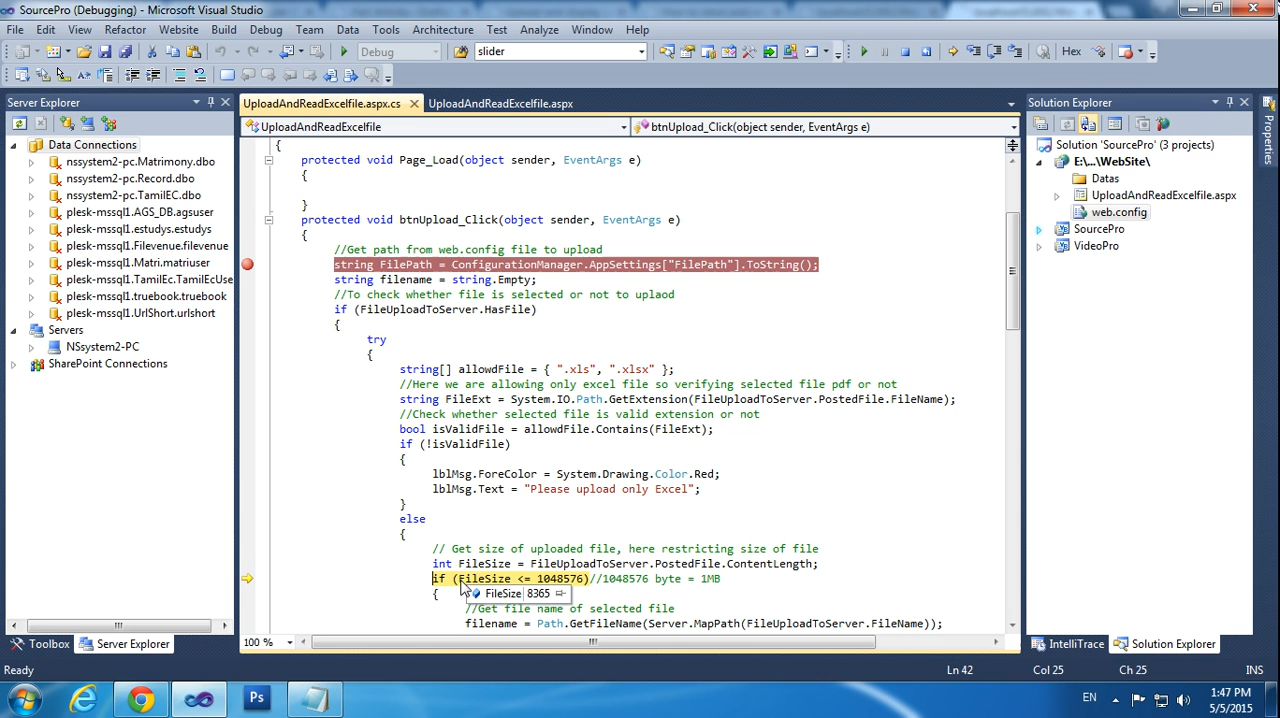 SourcePro (Debugging) - Microsoft Visual Studio
File Edit View Refactor Website Build Debug Team Data Tools Architecture Test Analyze Window Help
Debug slider Hex
Server Explorer
UploadAndReadExcelfile.aspx.cs UploadAndReadExcelfile.aspx
Solution Explorer
UploadAndReadExcelfile btnUpload_Click(object sender, EventArgs e)
Data Connections
nssystem2-pc.Matrimony.dbo
nssystem2-pc.Record.dbo
nssystem2-pc.TamilEC.dbo
plesk-mssql1.AGS_DB.agsuser
plesk-mssql1.estudys.estudys
plesk-mssql1.Filevenue.filevenue
plesk-mssql1.Matri.matriuser
plesk-mssql1.TamilEc.TamilEcUse
plesk-mssql1.truebook.truebook
plesk-mssql1.UrlShort.urlshort
Servers
NSsystem2-PC
SharePoint Connections
{
protected void Page_Load(object sender, EventArgs e)
{
}
protected void btnUpload_Click(object sender, EventArgs e)
{
//Get path from web.config file to upload
string FilePath = ConfigurationManager.AppSettings["FilePath"].ToString();
string filename = string.Empty;
//To check whether file is selected or not to uplaod
if (FileUploadToServer.HasFile)
{
try
{
string[] allowdFile = { ".xls", ".xlsx" };
//Here we are allowing only excel file so verifying selected file pdf or not
string FileExt = System.IO.Path.GetExtension(FileUploadToServer.PostedFile.FileName);
//Check whether selected file is valid extension or not
bool isValidFile = allowdFile.Contains(FileExt);
if (!isValidFile)
{
lblMsg.ForeColor = System.Drawing.Color.Red;
lblMsg.Text = "Please upload only Excel";
}
else
{
// Get size of uploaded file, here restricting size of file
int FileSize = FileUploadToServer.PostedFile.ContentLength;
if (FileSize <= 1048576)//1048576 byte = 1MB
{
FileSize 8365
//Get file name of selected file
filename = Path.GetFileName(Server.MapPath(FileUploadToServer.FileName));
100 %
Solution 'SourcePro' (3 projects)
E:\...\WebSite\
Datas
UploadAndReadExcelfile.aspx
web.config
SourcePro
VideoPro
Properties
Toolbox Server Explorer
IntelliTrace Solution Explorer
Ready Ln 42 Col 25 Ch 25 INS
Ps
EN
1:47 PM
5/5/2015